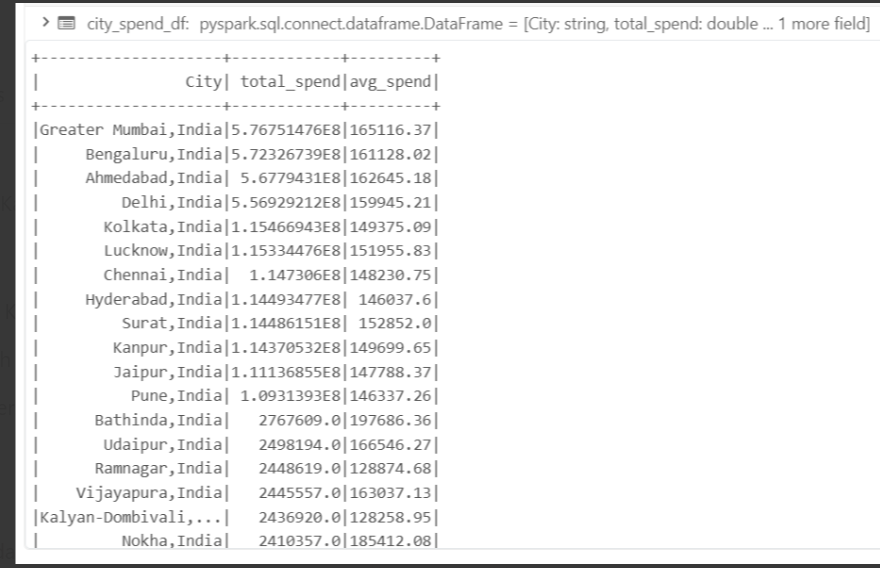 city_spend_df: pyspark.sql.connect.dataframe.DataFrame = [City: string, total_spend: double ... 1 more field]
+--------------------+------------+---------+
|                City| total_spend|avg_spend|
+--------------------+------------+---------+
|Greater Mumbai,India|5.76751476E8|165116.37|
|     Bengaluru,India|5.72326739E8|161128.02|
|     Ahmedabad,India| 5.6779431E8|162645.18|
|         Delhi,India|5.56929212E8|159945.21|
|       Kolkata,India|1.15466943E8|149375.09|
|       Lucknow,India|1.15334476E8|151955.83|
|       Chennai,India|  1.147306E8|148230.75|
|     Hyderabad,India|1.14493477E8| 146037.6|
|         Surat,India|1.14486151E8| 152852.0|
|        Kanpur,India|1.14370532E8|149699.65|
|        Jaipur,India|1.11136855E8|147788.37|
|          Pune,India| 1.0931393E8|146337.26|
|      Bathinda,India|   2767609.0|197686.36|
|       Udaipur,India|   2498194.0|166546.27|
|      Ramnagar,India|   2448619.0|128874.68|
|    Vijayapura,India|   2445557.0|163037.13|
|Kalyan-Dombivali,...|   2436920.0|128258.95|
|         Nokha,India|   2410357.0|185412.08|